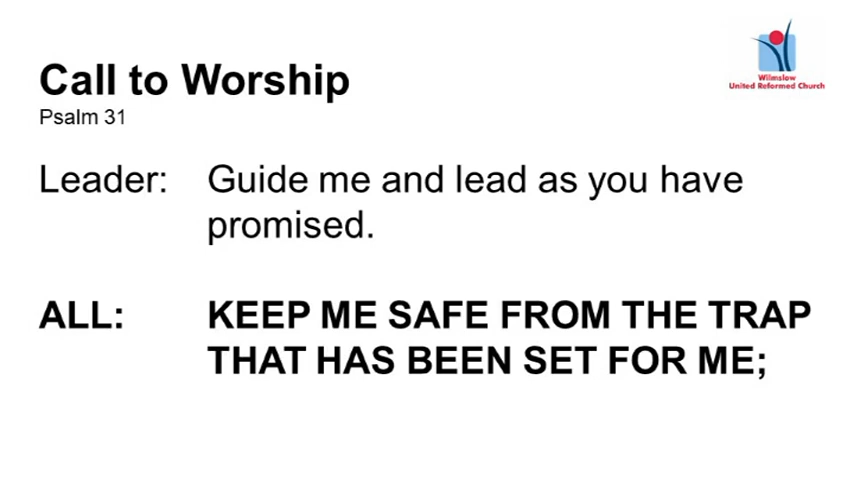 Call to Worship
Wilmslow
United Reformed Church
Psalm 31
Leader: Guide me and lead as you have
promised.
ALL: KEEP ME SAFE FROM THE TRAP
THAT HAS BEEN SET FOR ME;